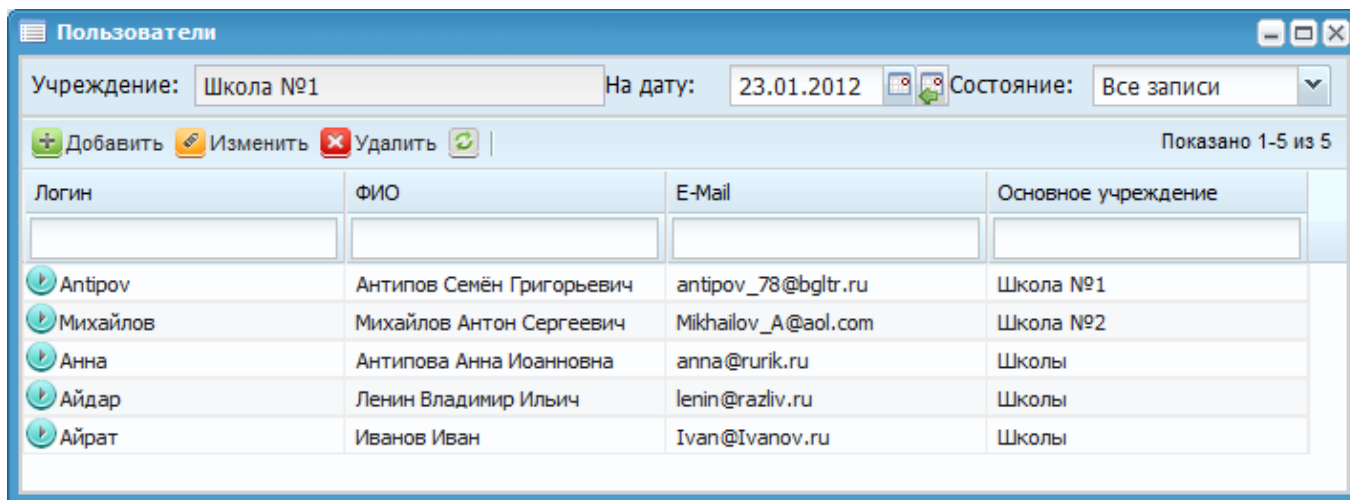 Пользователи
Учреждение: Школа №1 На дату: 23.01.2012 Состояние: Все записи
Добавить Изменить Удалить Показано 1-5 из 5
Логин ФИО E-Mail Основное учреждение
Antipov Антипов Семён Григорьевич antipov_78@bgltr.ru Школа №1
Михайлов Михайлов Антон Сергеевич Mikhailov_A@aol.com Школа №2
Анна Антипова Анна Иоанновна anna@rurik.ru Школы
Айдар Ленин Владимир Ильич lenin@razliv.ru Школы
Айрат Иванов Иван Ivan@Ivanov.ru Школы